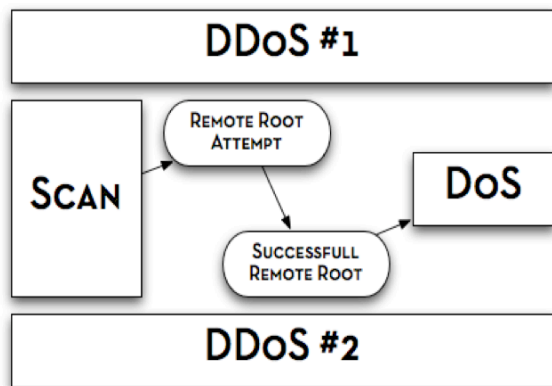 DDoS #1
Scan
Remote Root
Attempt
DoS
Successfull
Remote Root
DDoS #2